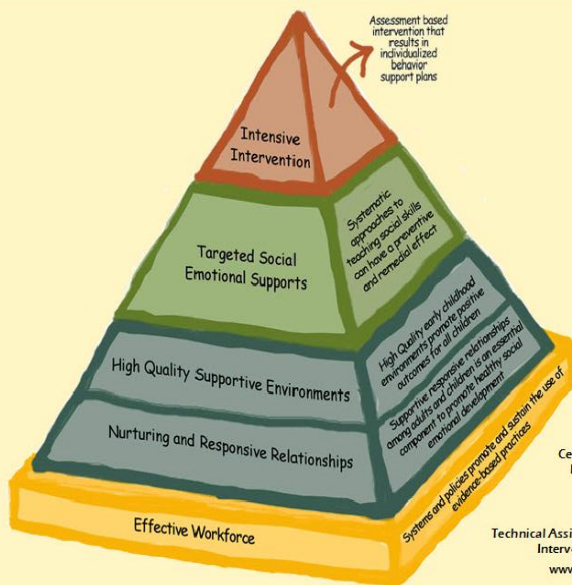 Assessment based
intervention that
results in
individualized
behavior
support plans
Intensive
Intervention
Targeted Social
Emotional Supports
Systematic
approaches to
teaching social skills
can have a preventive
and remedial effect
High Quality Supportive Environments
High Quality early childhood
environments promote positive
outcomes for all children
Nurturing and Responsive Relationships
Supportive responsive relationships
among adults and children is an essential
component to promote healthy social
emotional development
Effective Workforce
Systems and policies promote and sustain the use of
evidence-based practices
Technical
www